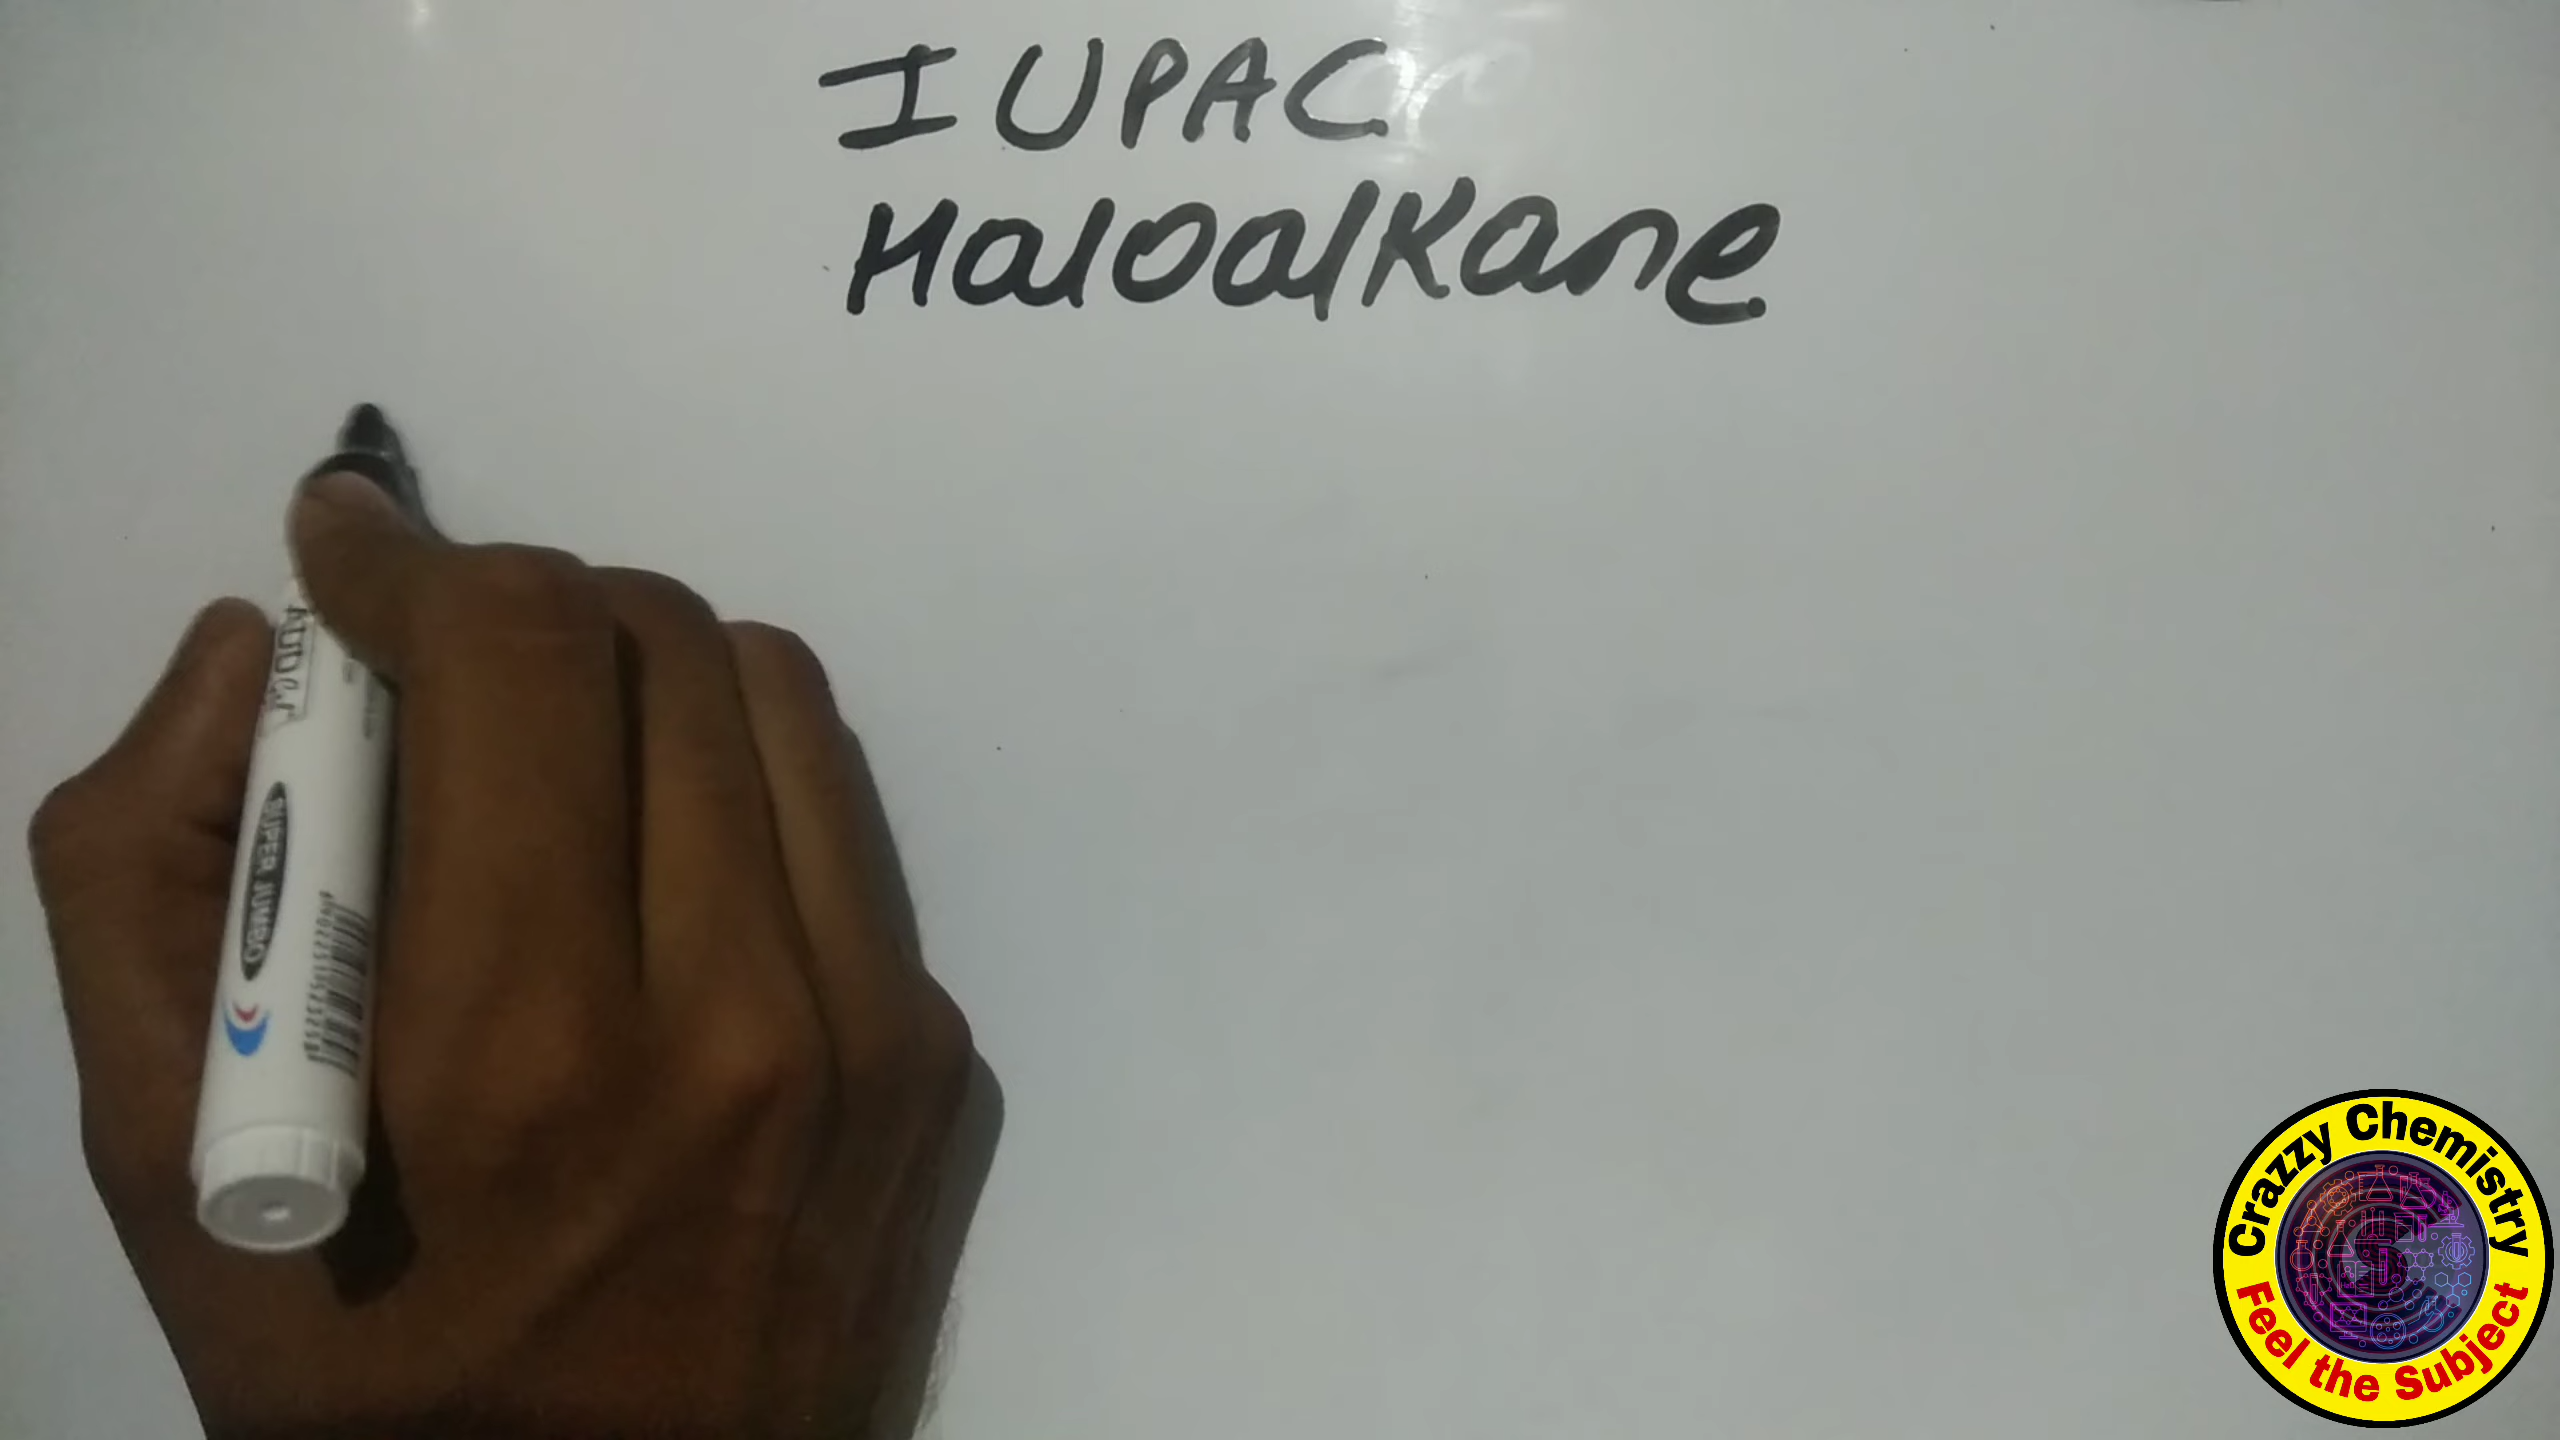 IUPAC
Haloalkane
SUPER JUMBO
Crazzy Chemistry
Feel the Subject